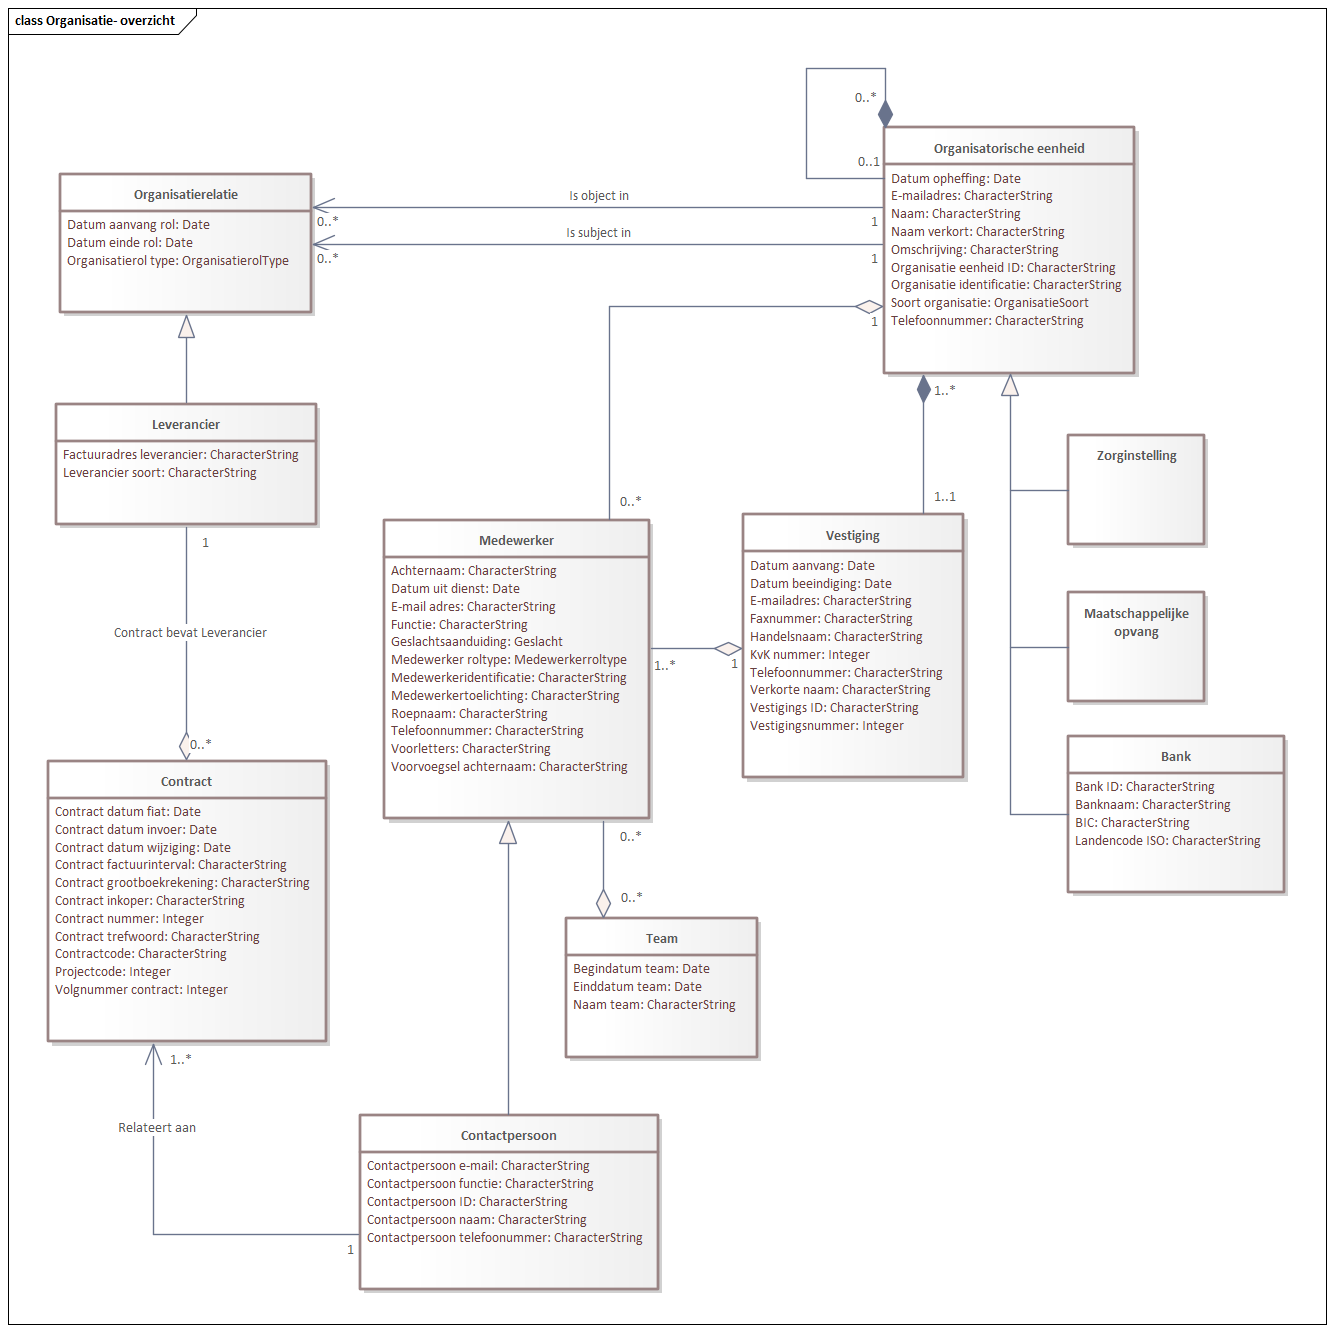 class Organisatie- overzicht
0..*
0..1
Organisatorische eenheid
Datum opheffing: Date
E-mailadres: CharacterString
Naam: CharacterString
Naam verkort: CharacterString
Omschrijving: CharacterString
Organisatie eenheid ID: CharacterString
Organisatie identificatie: CharacterString
Soort organisatie: OrganisatieSoort
Telefoonnummer: CharacterString
Organisatierelatie
Datum aanvang rol: Date
Datum einde rol: Date
Organisatierol type: OrganisatierolType
Is object in
0..*
1
Is subject in
0..*
1
1
0..*
1..*
1..1
Leverancier
Factuuradres leverancier: CharacterString
Leverancier soort: CharacterString
1
Contract bevat Leverancier
0..*
Zorginstelling
Maatschappelijke
opvang
Bank
Bank ID: CharacterString
Banknaam: CharacterString
BIC: CharacterString
Landencode ISO: CharacterString
Medewerker
Achternaam: CharacterString
Datum uit dienst: Date
E-mail adres: CharacterString
Functie: CharacterString
Geslachtsaanduiding: Geslacht
Medewerker roltype: Medewerkerroltype
Medewerkeridentificatie: CharacterString
Medewerkertoelichting: CharacterString
Roepnaam: CharacterString
Telefoonnummer: CharacterString
Voorletters: CharacterString
Voorvoegsel achternaam: CharacterString
1..*
1
Vestiging
Datum aanvang: Date
Datum beeindiging: Date
E-mailadres: CharacterString
Faxnummer: CharacterString
Handelsnaam: CharacterString
KvK nummer: Integer
Telefoonnummer: CharacterString
Verkorte naam: CharacterString
Vestigings ID: CharacterString
Vestigingsnummer: Integer
Contract
Contract datum fiat: Date
Contract datum invoer: Date
Contract datum wijziging: Date
Contract factuurinterval: CharacterString
Contract grootboekrekening: CharacterString
Contract inkoper: CharacterString
Contract nummer: Integer
Contract trefwoord: CharacterString
Contractcode: CharacterString
Projectcode: Integer
Volgnummer contract: Integer
0..*
0..*
Team
Begindatum team: Date
Einddatum team: Date
Naam team: CharacterString
1..*
Relateert aan
1
Contactpersoon
Contactpersoon e-mail: CharacterString
Contactpersoon functie: CharacterString
Contactpersoon ID: CharacterString
Contactpersoon naam: CharacterString
Contactpersoon telefoonummer: CharacterString